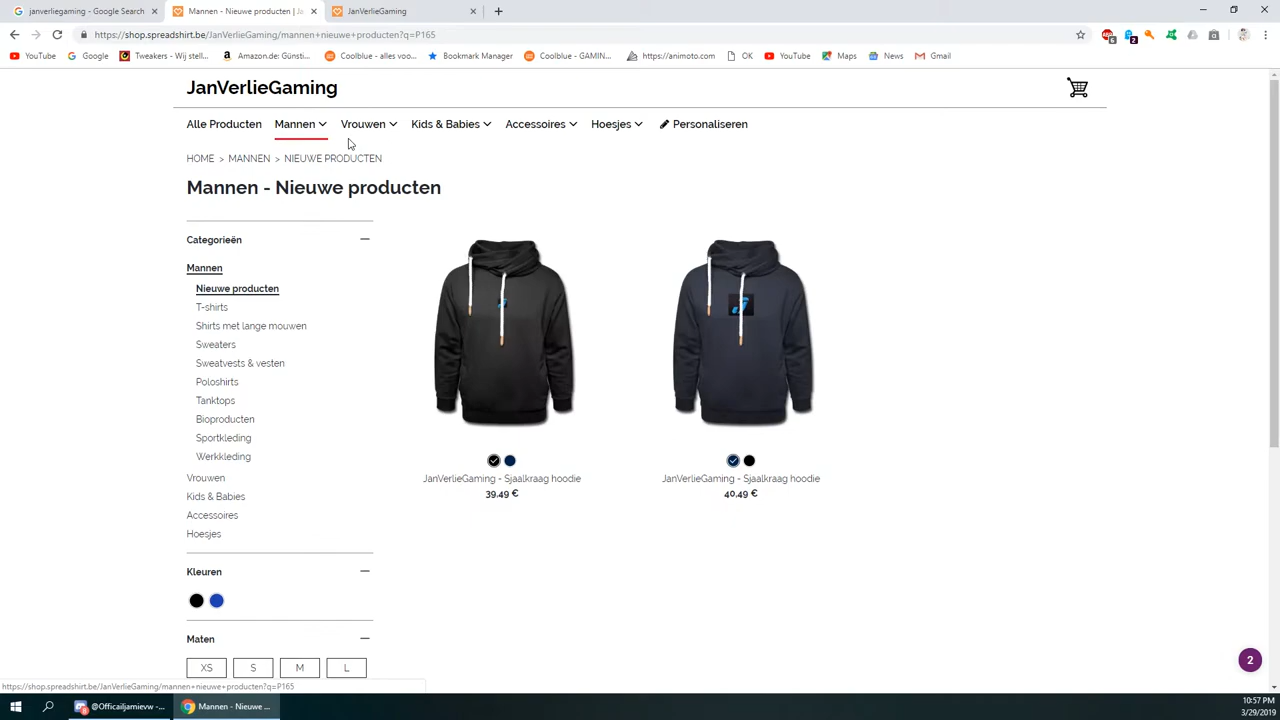 janverliegaming - Google Search
Mannen - Nieuwe producten | Ja
JanVerlieGaming
https://shop.spreadshirt.be/JanVerlieGaming/mannen+nieuwe+producten?q=P165
YouTube
Google
Tweakers - Wij stell...
Amazon.de: Günsti...
Coolblue - alles voo...
Bookmark Manager
Coolblue - GAMIN...
https://animoto.com
OK
YouTube
Maps
News
Gmail
JanVerlieGaming
Alle Producten
Mannen
Vrouwen
Kids & Babies
Accessoires
Hoesjes
Personaliseren
HOME > MANNEN > NIEUWE PRODUCTEN
Mannen - Nieuwe producten
Categorieën
Mannen
Nieuwe producten
T-shirts
Shirts met lange mouwen
Sweaters
Sweatvests & vesten
Poloshirts
Tanktops
Bioproducten
Sportkleding
Werkkleding
Vrouwen
Kids & Babies
Accessoires
Hoesjes
Kleuren
Maten
XS
S
M
L
JanVerlieGaming - Sjaalkraag hoodie
39,49 €
JanVerlieGaming - Sjaalkraag hoodie
40,49 €
2
https://shop.spreadshirt.be/JanVerlieGaming/mannen+nieuwe+producten?q=P165
@Officailjamievw -...
Mannen - Nieuwe ...
10:57 PM
3/29/2019